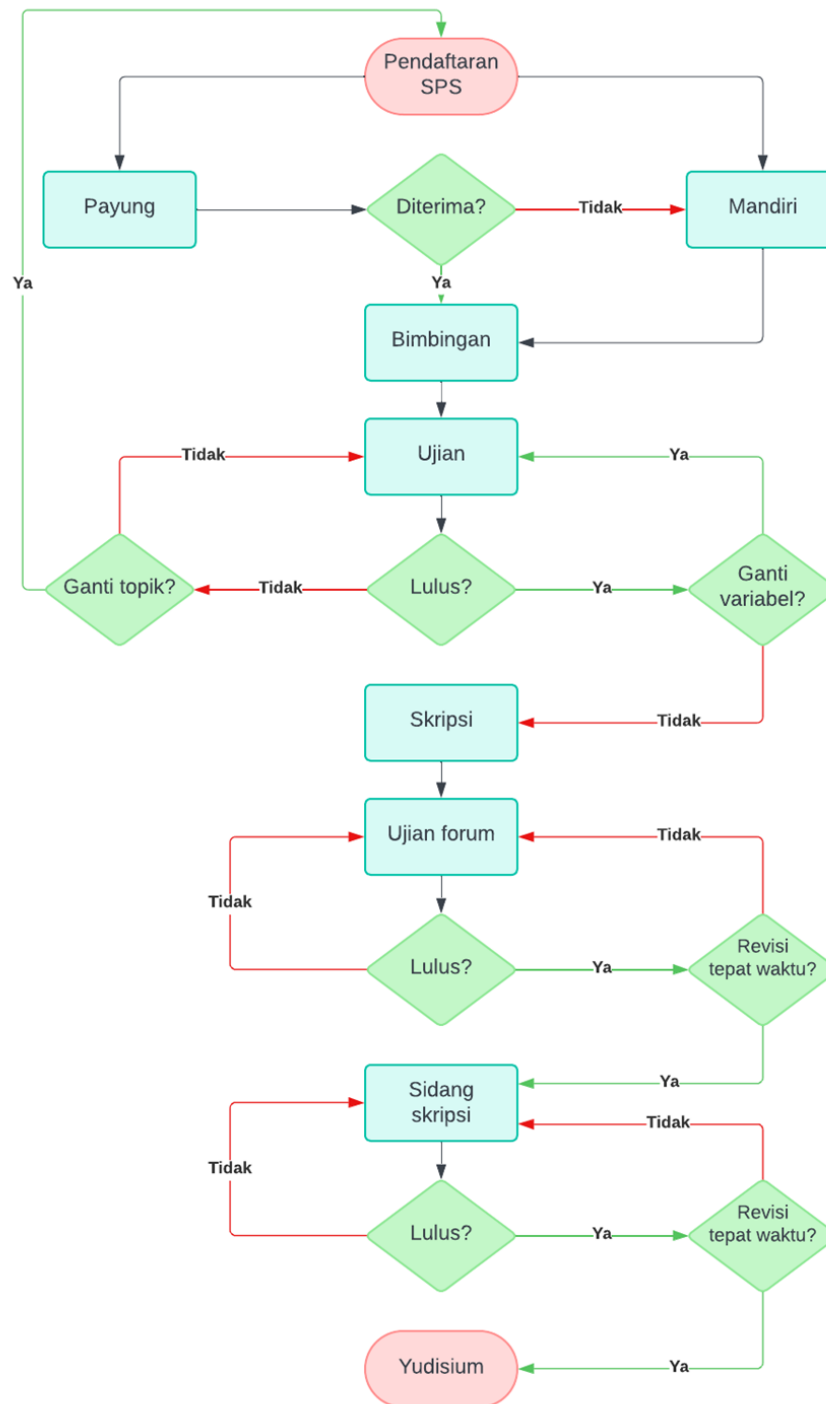 Pendaftaran
SPS
Payung
Diterima?
Tidak
Mandiri
Ya
Ya
Bimbingan
Tidak
Ujian
Ya
Ganti topik?
Tidak
Lulus?
Ya
Ganti
variabel?
Skripsi
Tidak
Ujian forum
Tidak
Tidak
Lulus?
Ya
Revisi
tepat waktu?
Ya
Sidang
skripsi
Tidak
Tidak
Lulus?
Ya
Revisi
tepat waktu?
Yudisium
Ya